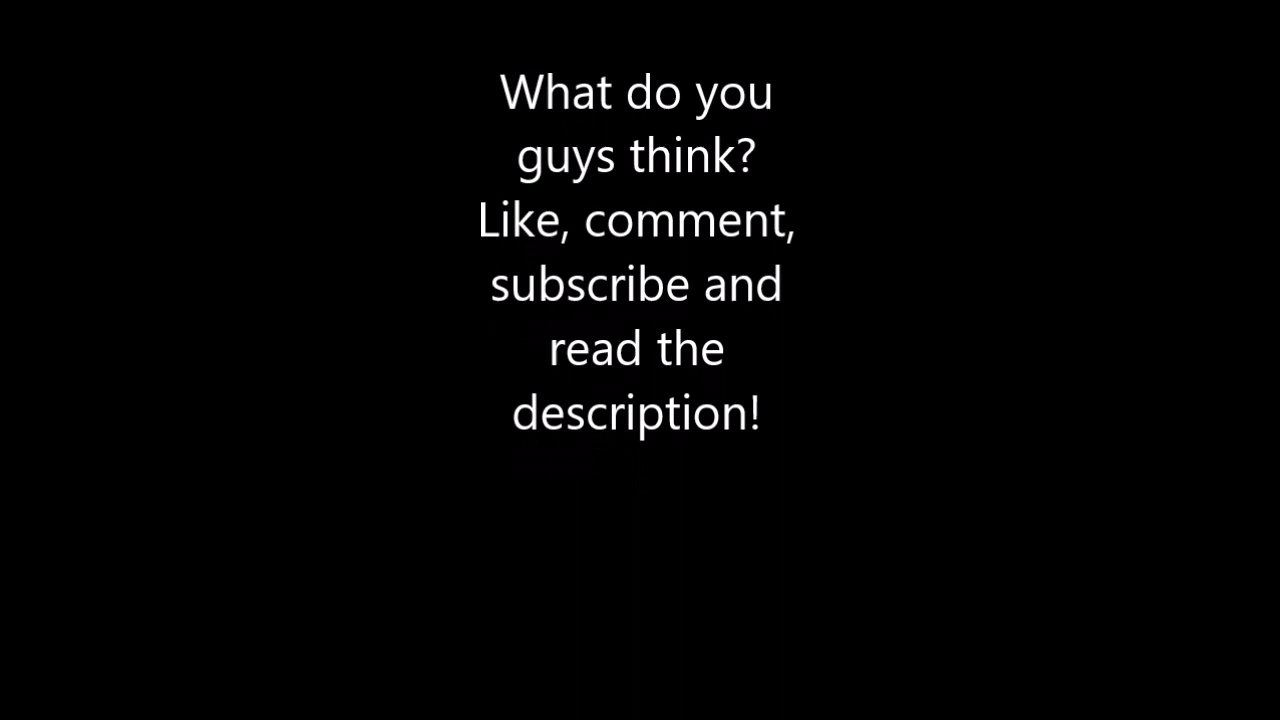 What do you
guys think?
Like, comment,
subscribe and
read the
description!